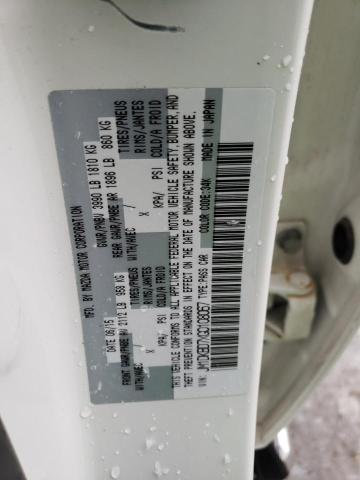 MFD BY MAZDA MOTOR CORPORATION
DATE 06/15 GVWR/PNBV 3990 LB 1810 KG
FRONT GAWR/PNBE AV 2112 LB 958 KG REAR GAWR/PNBE AR 1896 LB 860 KG
WITH/AVEC TIRES/PNEUS WITH/AVEC TIRES/PNEUS
X RIMS/JANTES X RIMS/JANTES
KPA/ PSI COLD/A FROID KPA/ PSI COLD/A FROID
THIS VEHICLE CONFORMS TO ALL APPLICABLE FEDERAL MOTOR VEHICLE SAFETY, BUMPER, AND
THEFT PREVENTION STANDARDS IN EFFECT ON THE DATE OF MANUFACTURE SHOWN ABOVE.
VIN: TYPE: PASS. CAR COLOR CODE: 34K MADE IN JAPAN